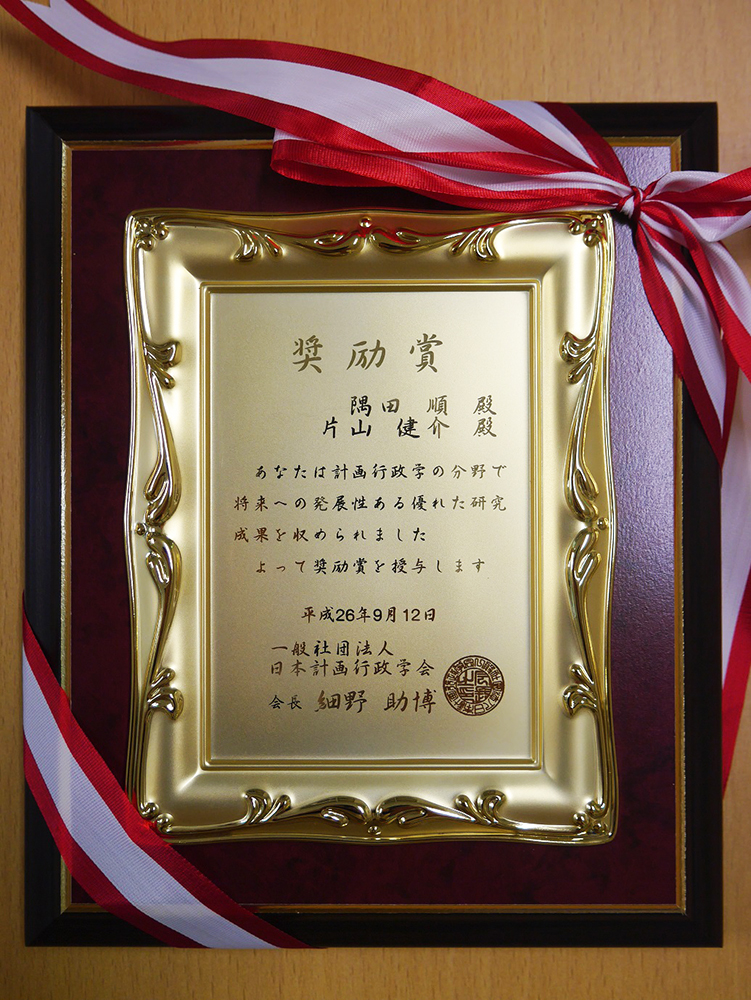 奨励賞
隅田 順 殿
片山 健介 殿
あなたは計画行政学の分野で
将来への発展性ある優れた研究
成果を収められました
よって奨励賞を授与します
平成26年9月12日
一般社団法人
日本計画行政学会
会長 細野 助博